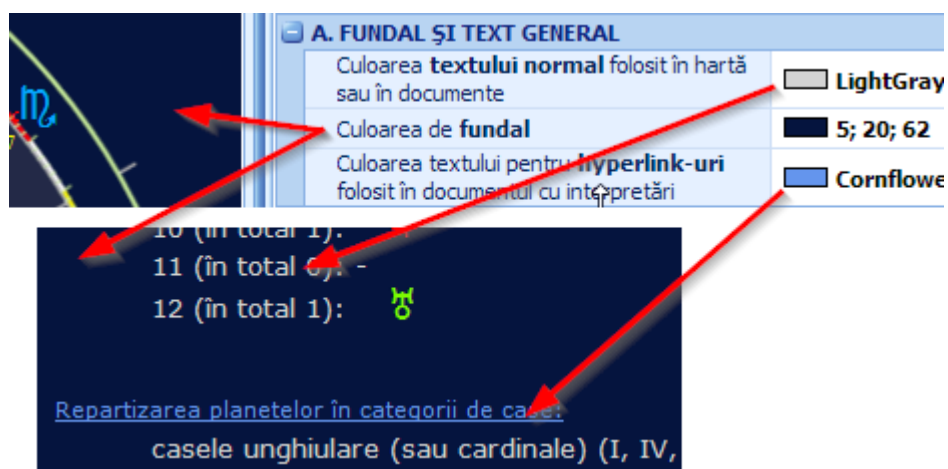 A. FUNDAL ŞI TEXT GENERAL
Culoarea textului normal folosit în hartă
sau în documente
LightGray
Culoarea de fundal
5; 20; 62
Culoarea textului pentru hyperlink-uri
folosit în documentul cu interpretări
Cornflowe
♏
10 (în total 1):
11 (în total 0): -
12 (în total 1): ♅
Repartizarea planetelor în categorii de case:
casele unghiulare (sau cardinale) (I, IV,